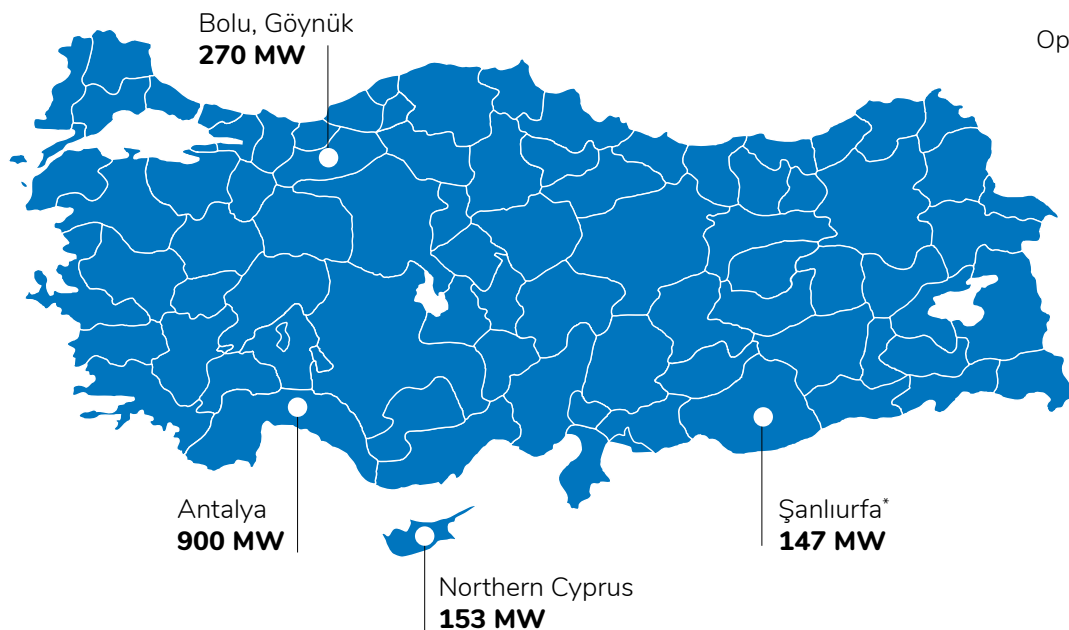 Bolu, Göynük
270 MW
Op
Antalya
900 MW
Şanlıurfa*
147 MW
Northern Cyprus
153 MW